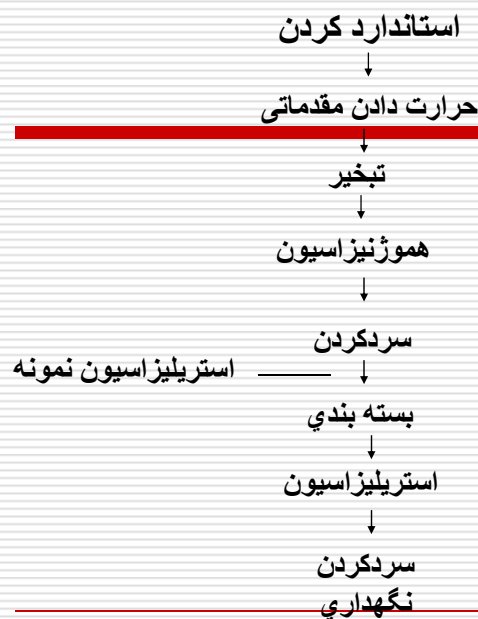 استاندارد کردن
حرارت دادن مقدماتی
تبخیر
هموژنیزاسیون
سردکردن
استریلیزاسیون نمونه
بسته بندي
استریلیزاسیون
سردکردن
نگهداري